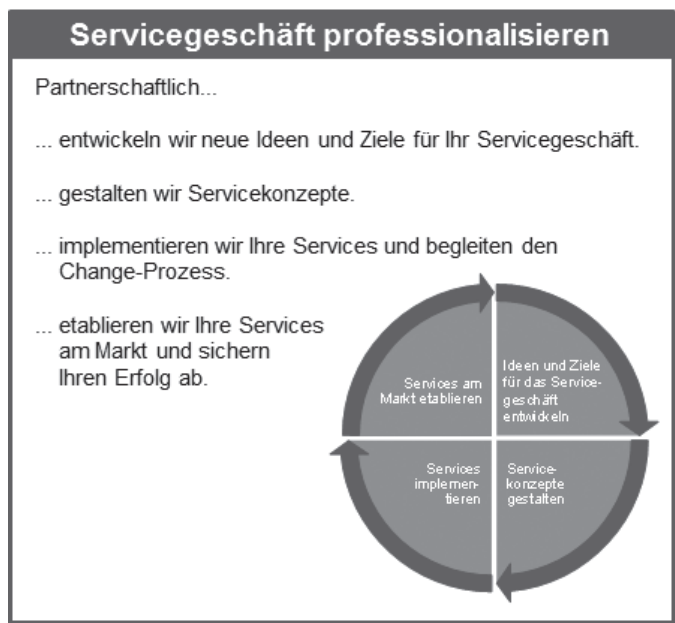 Servicegeschäft professionalisieren
Partnerschaftlich...
... entwickeln wir neue Ideen und Ziele für Ihr Servicegeschäft.
... gestalten wir Servicekonzepte.
... implementieren wir Ihre Services und begleiten den
Change-Prozess.
... etablieren wir Ihre Services
am Markt und sichern
Ihren Erfolg ab.
Services am
Markt etablieren
Ideen und Ziele
für das Service-
geschäft
entwickeln
Services
implemen-
tieren
Service-
konzepte
gestalten